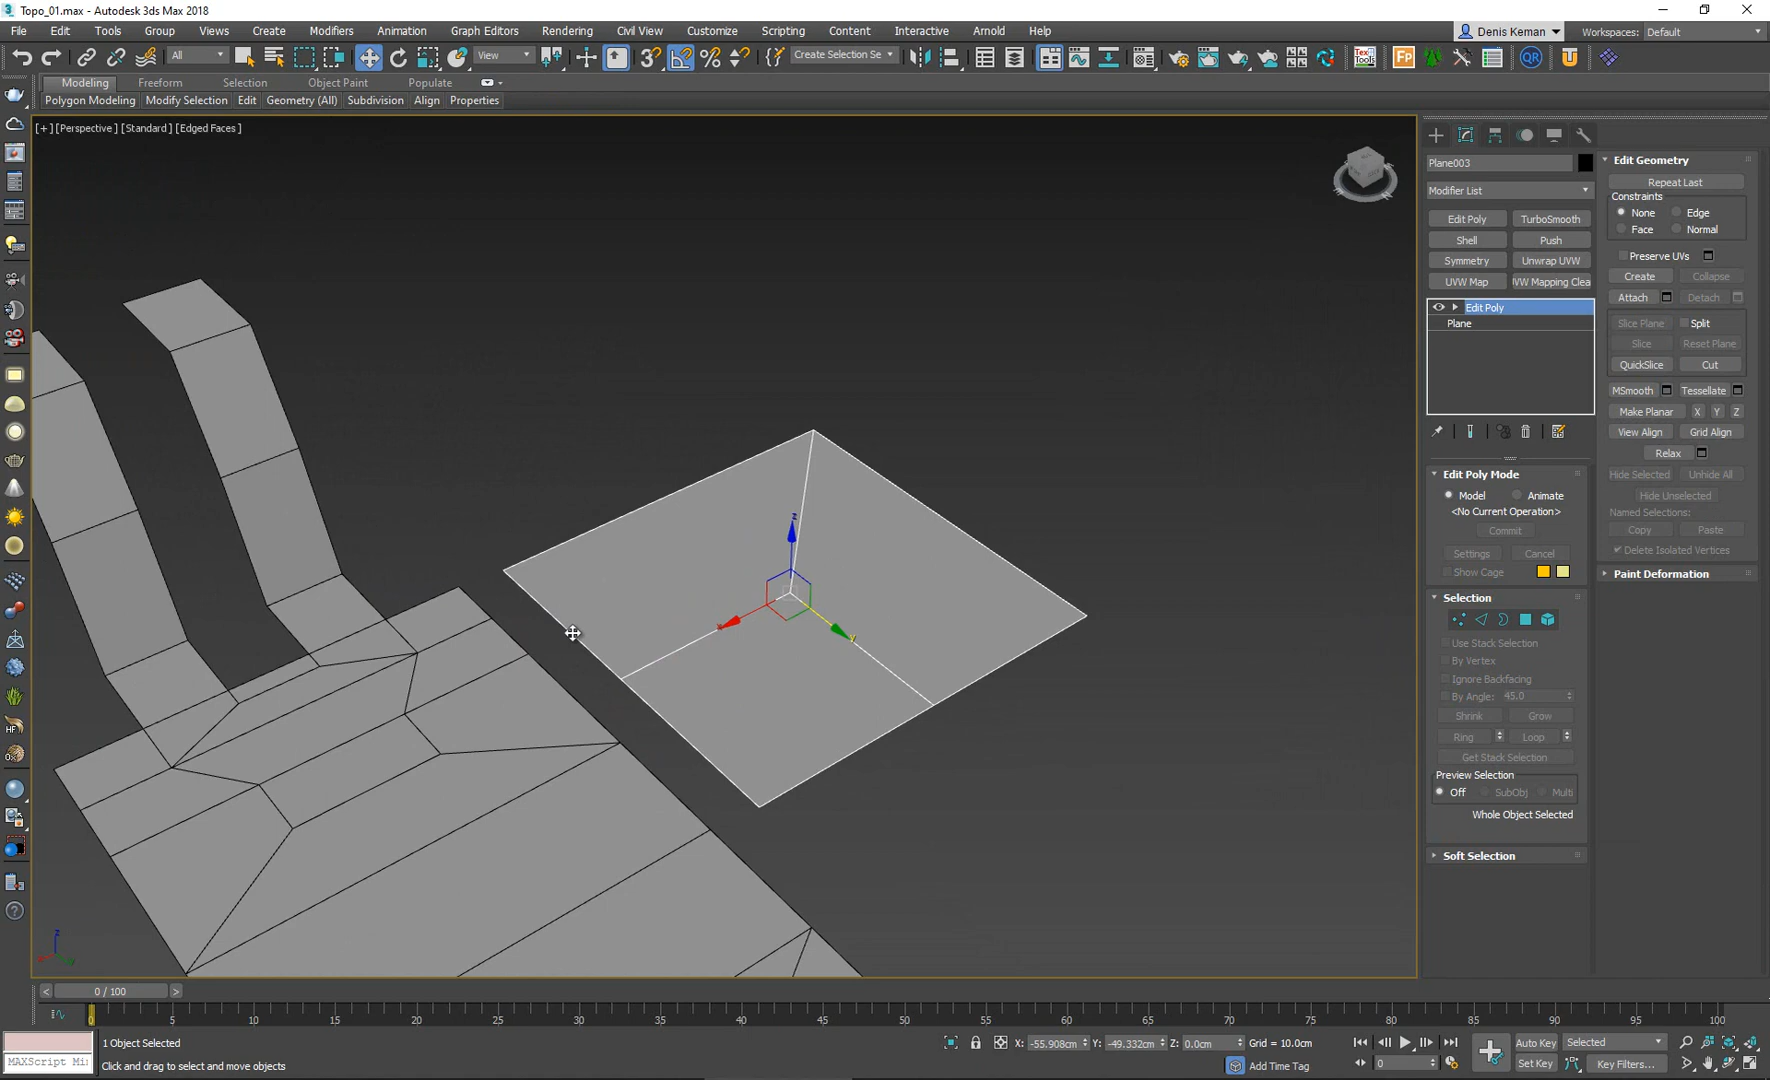 Topo_01.max - Autodesk 3ds Max 2018
File Edit Tools Group Views Create Modifiers Animation Graph Editors Rendering Civil View Customize Scripting Content Interactive Arnold Help
Denis Keman Workspaces: Default
All View Create Selection Se
Modeling Freeform Selection Object Paint Populate
Polygon Modeling Modify Selection Edit Geometry (All) Subdivision Align Properties
[+] [Perspective ] [Standard ] [Edged Faces ]
Plane003
Modifier List
Edit Poly TurboSmooth
Shell Push
Symmetry Unwrap UVW
UVW Map VW Mapping Clea
Edit Poly
Plane
Edit Poly Mode
Model Animate
<No Current Operation>
Commit
Settings Cancel
Show Cage
Selection
Use Stack Selection
By Vertex
Ignore Backfacing
By Angle: 45.0
Shrink Grow
Ring Loop
Get Stack Selection
Preview Selection
Off SubObj Multi
Whole Object Selected
Soft Selection
Edit Geometry
Repeat Last
Constraints
None Edge
Face Normal
Preserve UVs
Create Collapse
Attach Detach
Slice Plane Split
Slice Reset Plane
QuickSlice Cut
MSmooth Tessellate
Make Planar X Y Z
View Align Grid Align
Relax
Hide Selected Unhide All
Hide Unselected
Named Selections:
Copy Paste
Delete Isolated Vertices
Paint Deformation
< 0 / 100 >
0 5 10 15 20 25 30 35 40 45 50 55 60 65 70 75 80 85 90 95 100
1 Object Selected
X: -55.908cm Y: -49.332cm Z: 0.0cm Grid = 10.0cm
Auto Key Selected
MAXScript Mi
Click and drag to select and move objects
Add Time Tag
0
Set Key Key Filters...